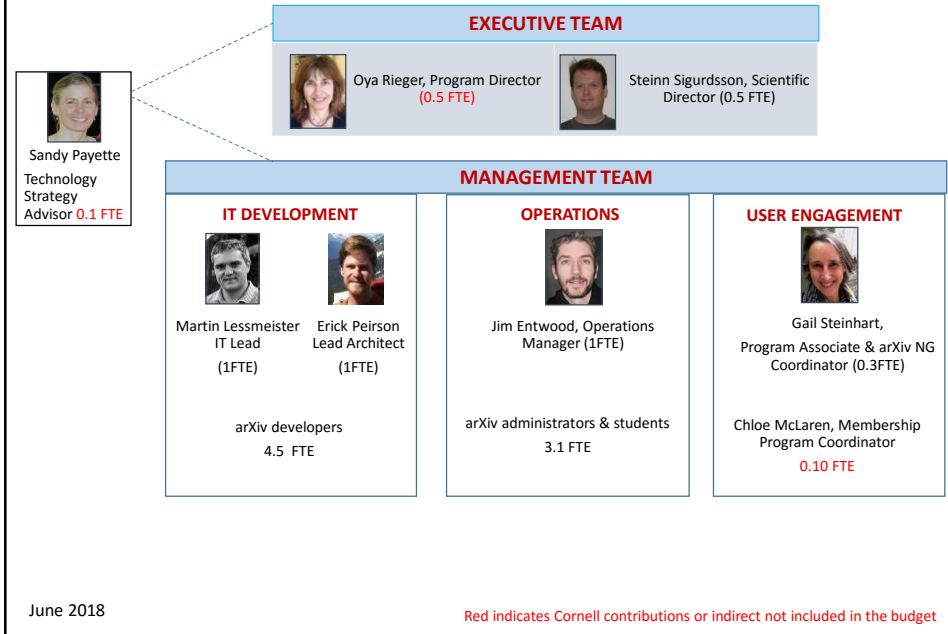 EXECUTIVE TEAM
Oya Rieger, Program Director
(0.5 FTE)
Steinn Sigurdsson, Scientific
Director (0.5 FTE)
Sandy Payette
Technology
Strategy
Advisor 0.1 FTE
MANAGEMENT TEAM
IT DEVELOPMENT
Martin Lessmeister
IT Lead
(1FTE)
Erick Peirson
Lead Architect
(1FTE)
arXiv developers
4.5 FTE
OPERATIONS
Jim Entwood, Operations
Manager (1FTE)
arXiv administrators & students
3.1 FTE
USER ENGAGEMENT
Gail Steinhart,
Program Associate & arXiv NG
Coordinator (0.3FTE)
Chloe McLaren, Membership
Program Coordinator
0.10 FTE
June 2018
Red indicates Cornell contributions or indirect not included in the budget